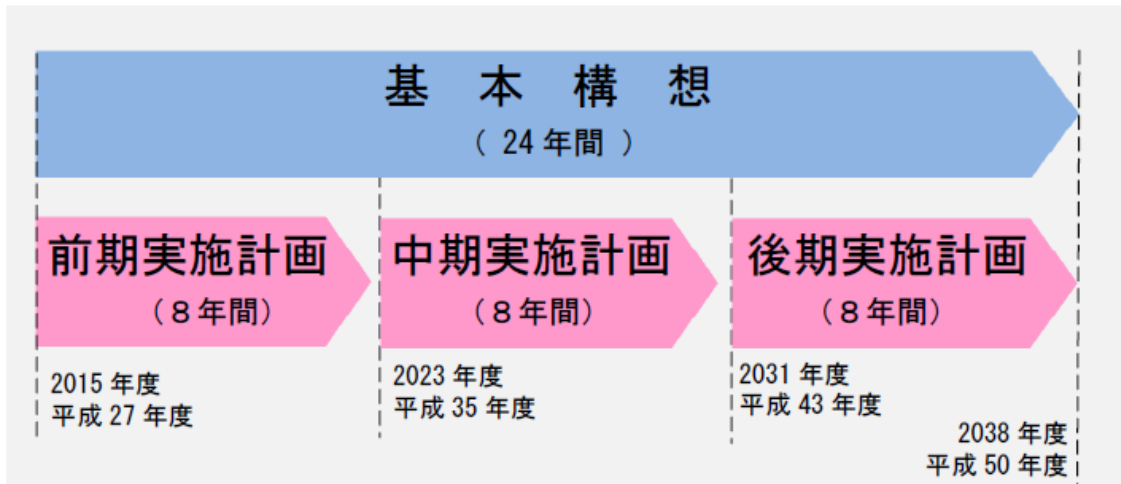 基本構想
（ 24 年間 ）
前期実施計画
（８年間）
中期実施計画
（８年間）
後期実施計画
（８年間）
2015 年度
平成 27 年度
2023 年度
平成 35 年度
2031 年度
平成 43 年度
2038 年度
平成 50 年度